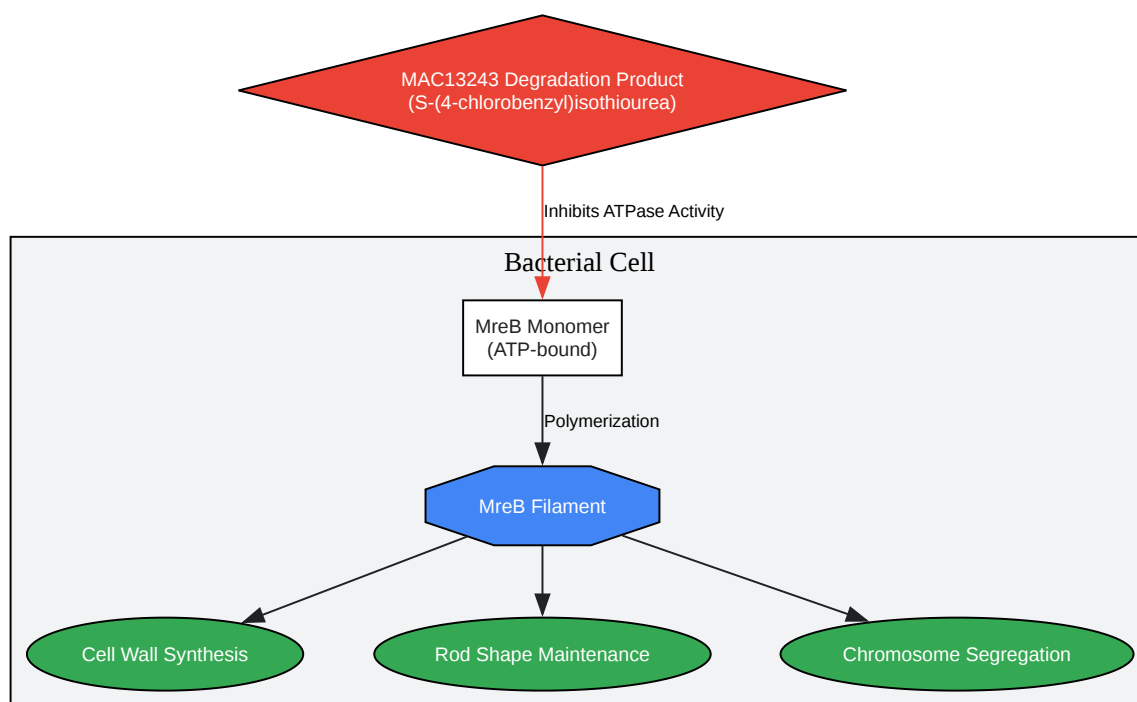 MAC13243 Degradation Product
(S-(4-chlorobenzyl)isothiourea)
Inhibits ATPase Activity
Bacterial Cell
MreB Monomer
(ATP-bound)
Polymerization
MreB Filament
Cell Wall Synthesis
Rod Shape Maintenance
Chromosome Segregation